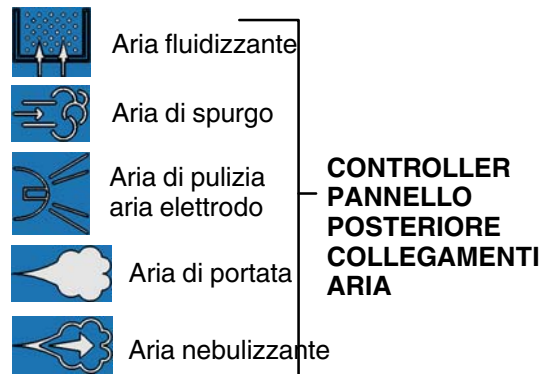 Aria fluidizzante
Aria di spurgo
Aria di pulizia
aria elettrodo
Aria di portata
Aria nebulizzante
CONTROLLER
PANNELLO
POSTERIORE
COLLEGAMENTI
ARIA